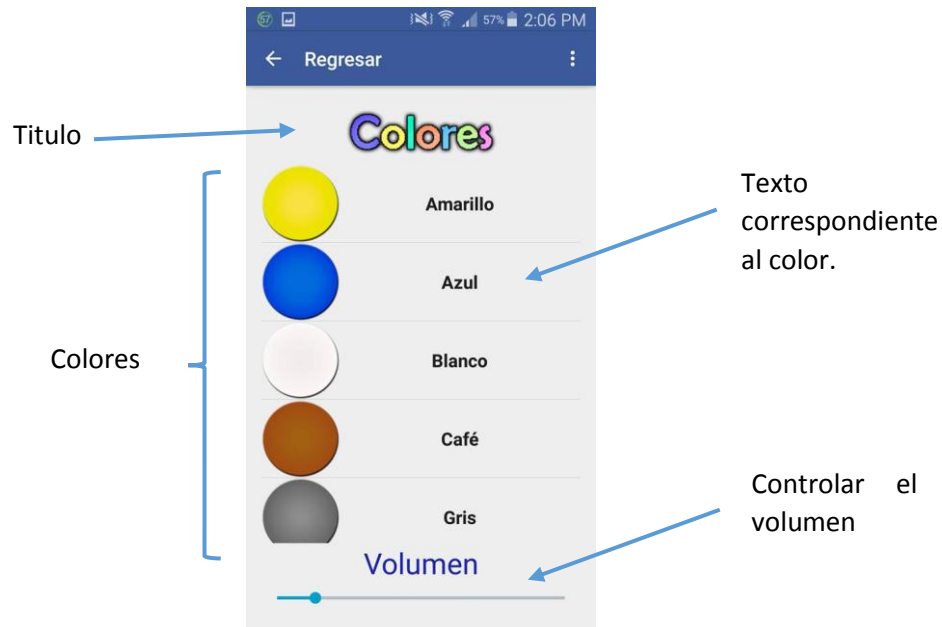 57% 2:06 PM
Regresar
Titulo
Colores
Amarillo
Texto
correspondiente
al color.
Azul
Colores
Blanco
Café
Controlar el
volumen
Gris
Volumen